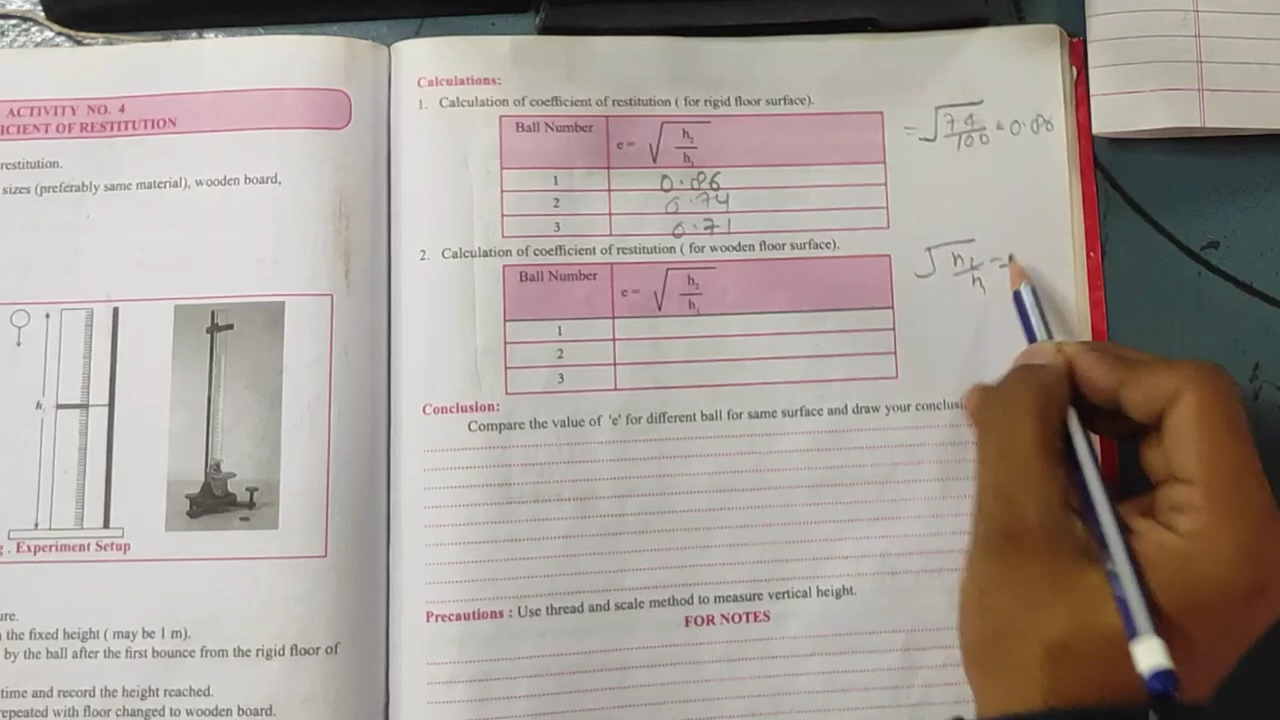 ACTIVITY NO. 4
ICIENT OF RESTITUTION
restitution.
sizes (preferably same material), wooden board,
h
. Experiment Setup
ure.
the fixed height ( may be 1 m).
by the ball after the first bounce from the rigid floor of
time and record the height reached.
epeated with floor changed to wooden board.
Calculations:
1. Calculation of coefficient of restitution ( for rigid floor surface).
Ball Number e = √ h₂ / h₁
1 0.86
2 0.74
3 0.71
2. Calculation of coefficient of restitution ( for wooden floor surface).
Ball Number e = √ h₂ / h₁
1
2
3
Conclusion:
Compare the value of 'e' for different ball for same surface and draw your conclusi
Precautions : Use thread and scale method to measure vertical height.
FOR NOTES
= √ 74 / 100 = 0.86
√ h₂ / h =